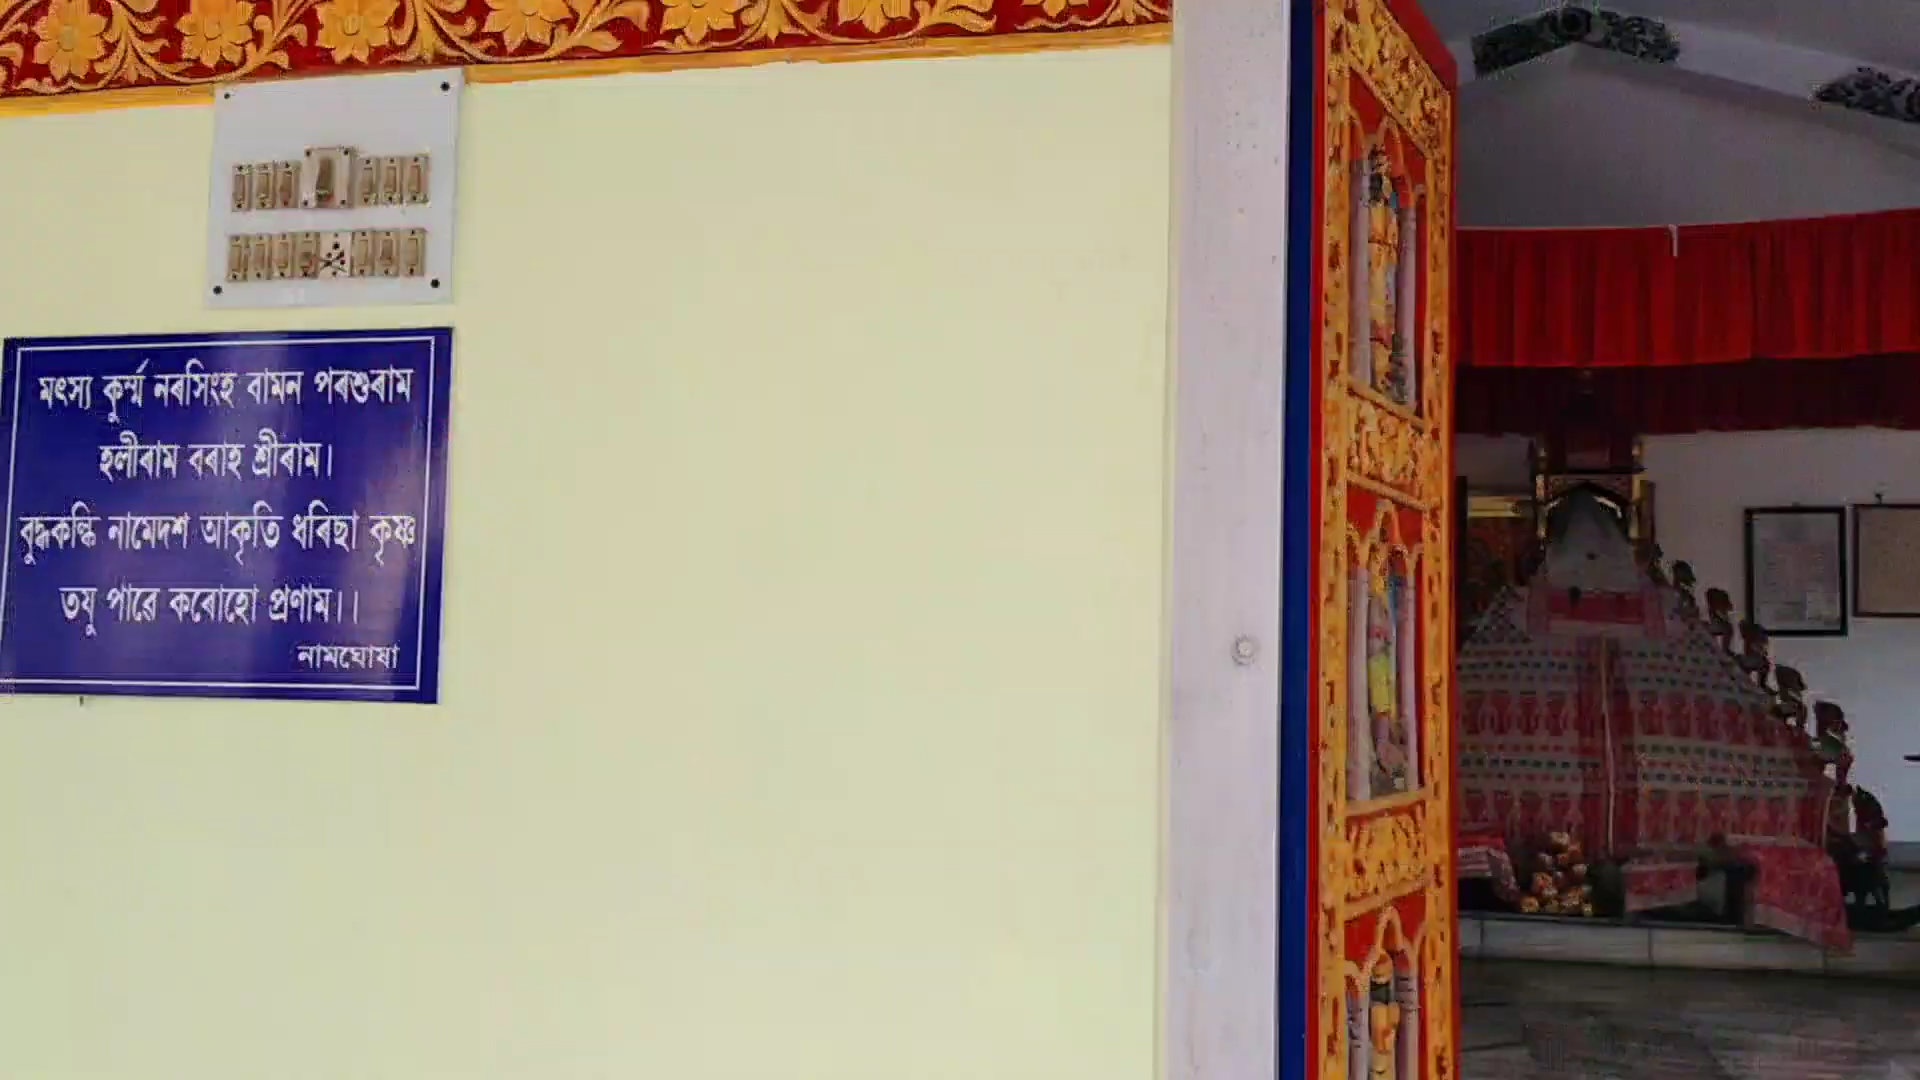 মৎস্য কুৰ্ম্ম নৰসিংহ বামন পৰশুৰাম
হলীৰাম বৰাহ শ্ৰীৰাম।
বুদ্ধকল্কি নামেদশ আকৃতি ধৰিছা কৃষ্ণ
তযু পাৱে কৰোহো প্ৰণাম।।
নামঘোষা